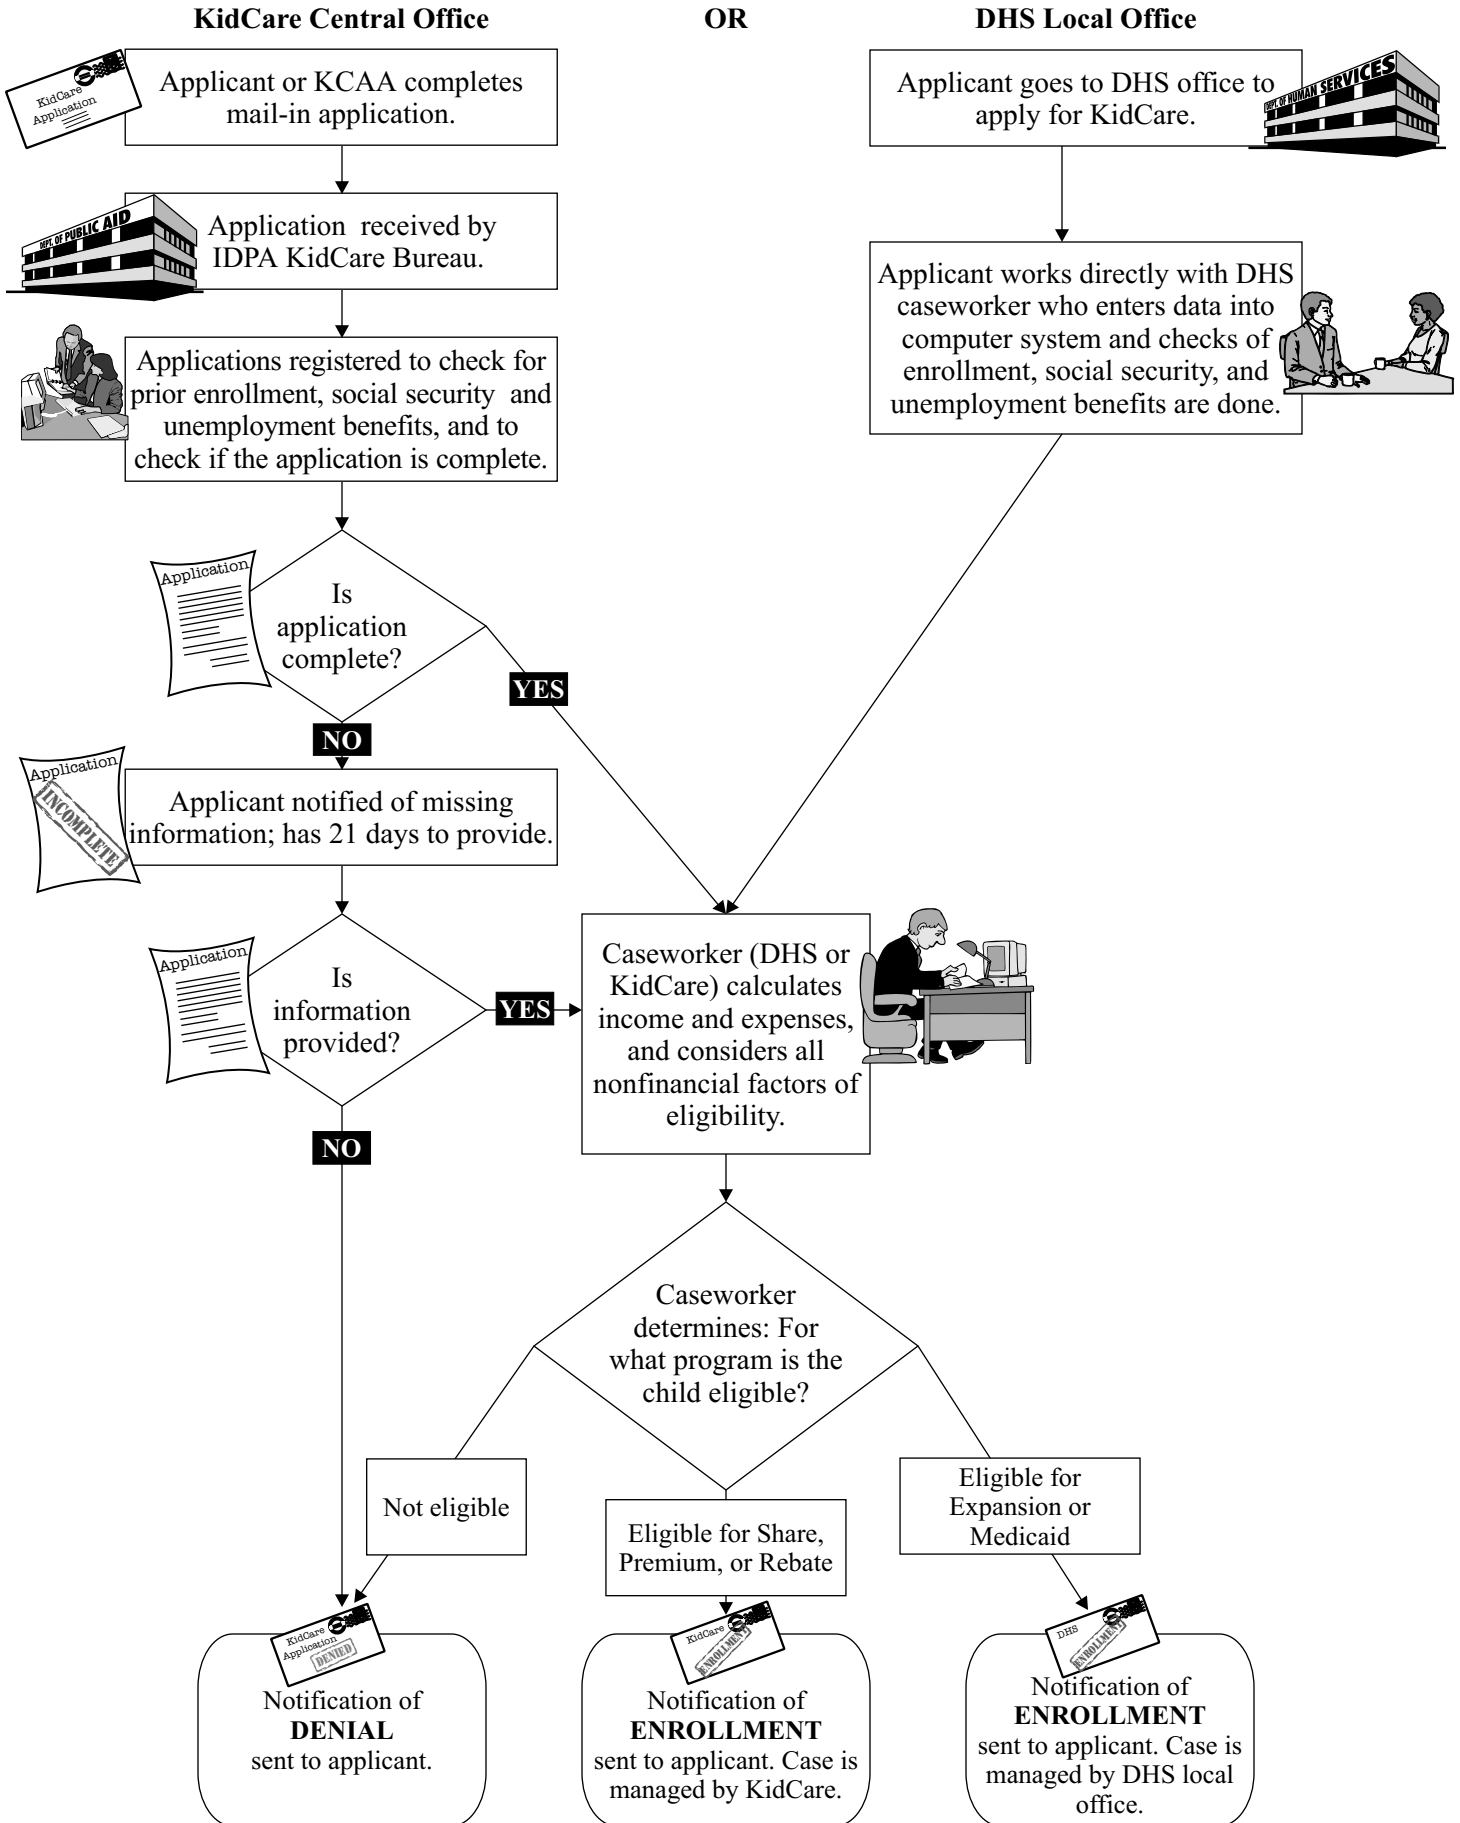 KidCare Central Office
OR
DHS Local Office
KidCare
Application
Applicant or KCAA completes
mail-in application.
Applicant goes to DHS office to
apply for KidCare.
DEPT. OF HUMAN SERVICES
DEPT. OF PUBLIC AID
Application received by
IDPA KidCare Bureau.
Applicant works directly with DHS
caseworker who enters data into
computer system and checks of
enrollment, social security, and
unemployment benefits are done.
Applications registered to check for
prior enrollment, social security and
unemployment benefits, and to
check if the application is complete.
Application
Is
application
complete?
YES
NO
Application
INCOMPLETE
Applicant notified of missing
information; has 21 days to provide.
Application
Is
information
provided?
YES
NO
Caseworker (DHS or
KidCare) calculates
income and expenses,
and considers all
nonfinancial factors of
eligibility.
Caseworker
determines: For
what program is the
child eligible?
Not eligible
Eligible for Share,
Premium, or Rebate
Eligible for
Expansion or
Medicaid
KidCare
Application
DENIED
Notification of
DENIAL
sent to applicant.
KidCare
ENROLLMENT
Notification of
ENROLLMENT
sent to applicant. Case is
managed by KidCare.
DHS
ENROLLMENT
Notification of
ENROLLMENT
sent to applicant. Case is
managed by DHS local
office.